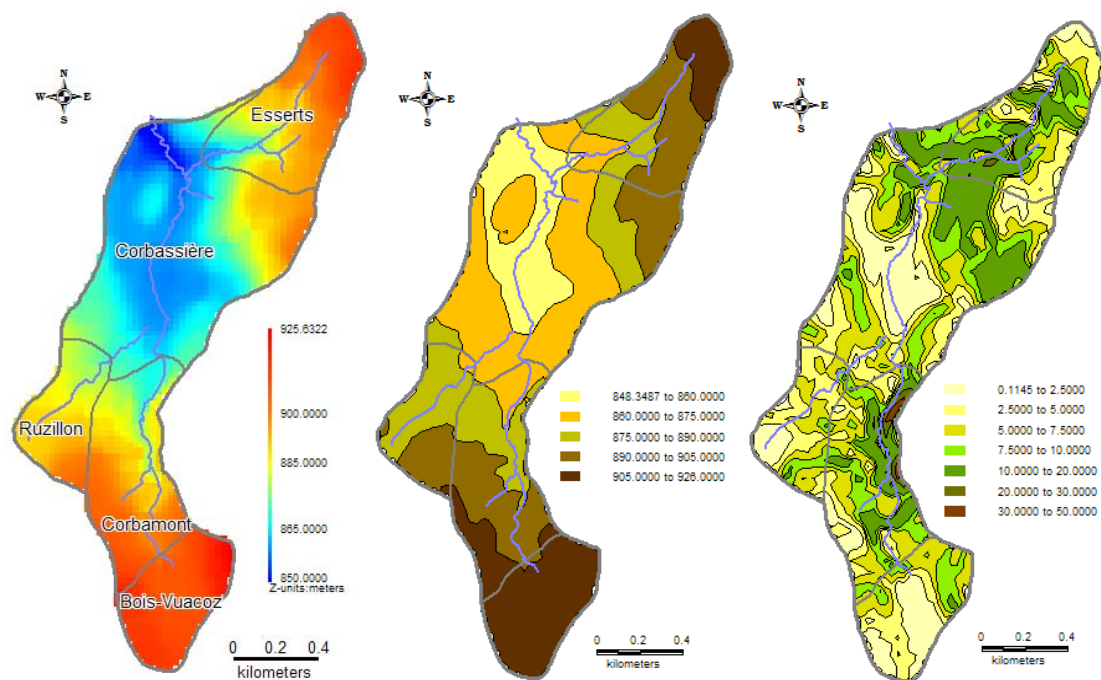 N
W E
S
Esserts
Corbassière
Ruzillon
Corbamont
Bois-Vuacoz
925.6322
900.0000
885.0000
865.0000
850.0000
Z-units:meters
0 0.2 0.4
kilometers
N
W E
S
848.3487 to 860.0000
860.0000 to 875.0000
875.0000 to 890.0000
890.0000 to 905.0000
905.0000 to 926.0000
0 0.2 0.4
kilometers
N
W E
S
0.1145 to 2.5000
2.5000 to 5.0000
5.0000 to 7.5000
7.5000 to 10.0000
10.0000 to 20.0000
20.0000 to 30.0000
30.0000 to 50.0000
0 0.2 0.4
kilometers